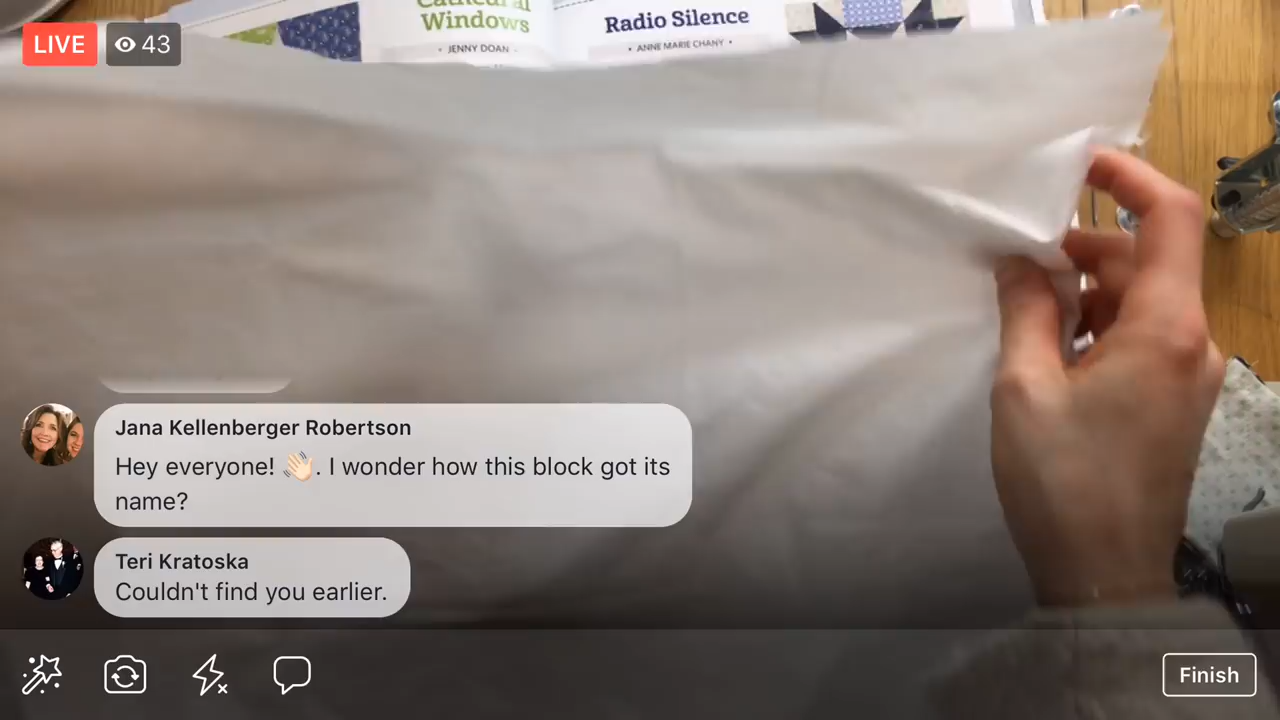 LIVE 43
Cathedral
Windows
• JENNY DOAN •
Radio Silence
• ANNE MARIE CHANY •
Jana Kellenberger Robertson
Hey everyone! 👋🏻. I wonder how this block got its
name?
Teri Kratoska
Couldn't find you earlier.
Finish